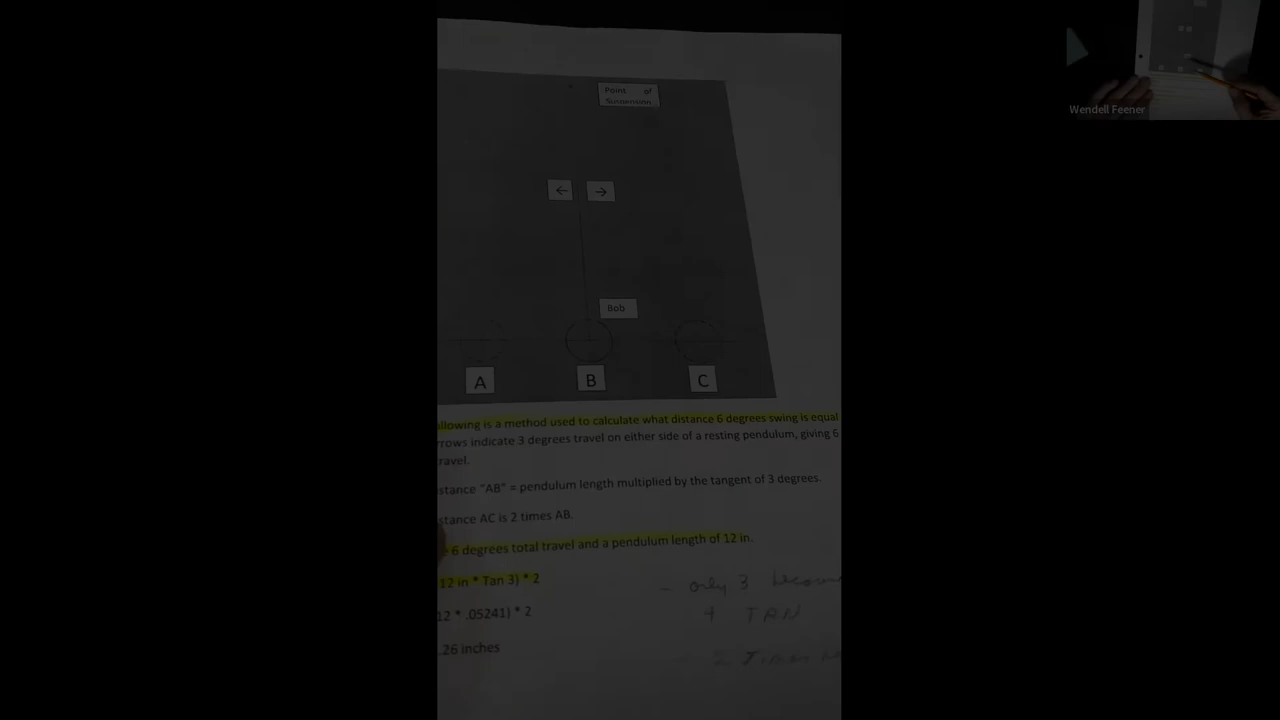 Point of
Suspension
Wendell Feener
← →
Bob
A B C
ollowing is a method used to calculate what distance 6 degrees swing is equal
rrows indicate 3 degrees travel on either side of a resting pendulum, giving 6
ravel.
stance "AB" = pendulum length multiplied by the tangent of 3 degrees.
stance AC is 2 times AB.
6 degrees total travel and a pendulum length of 12 in.
12 in * Tan 3) * 2
- only 3
12 * .05241) * 2
TAN
.26 inches
2